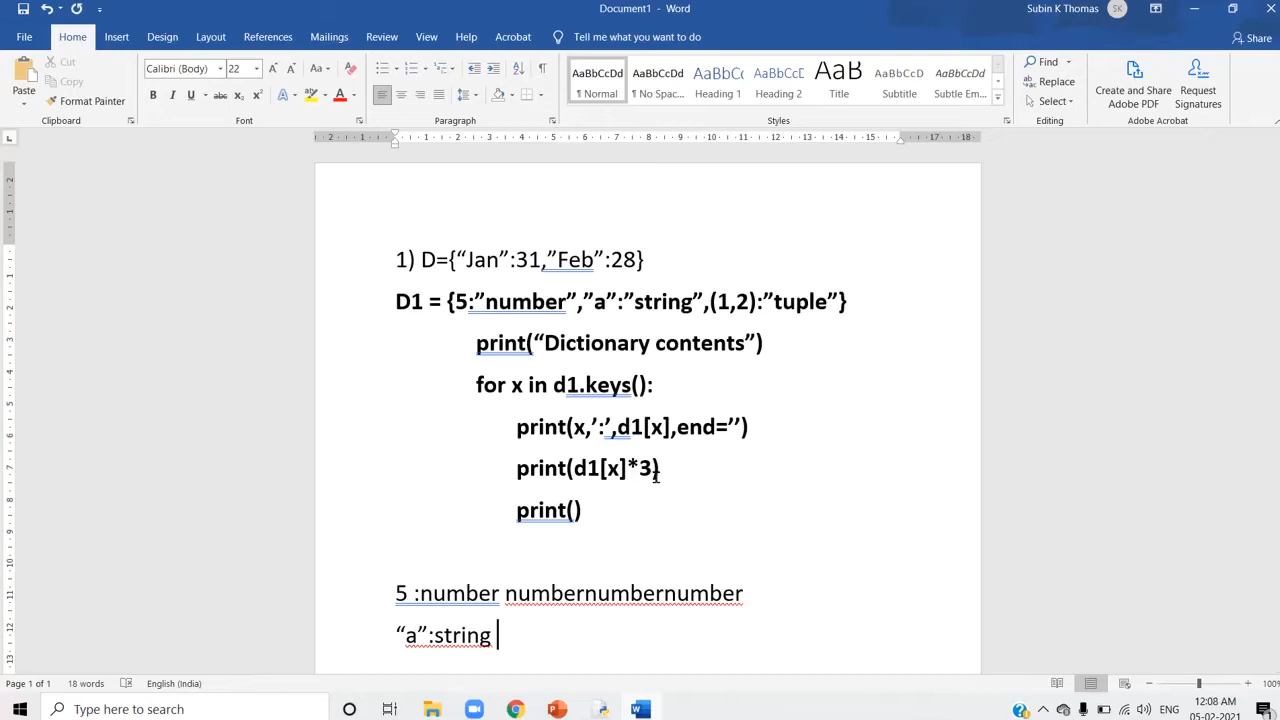 Document1 - Word
Subin K Thomas
SK
File Home Insert Design Layout References Mailings Review View Help Acrobat Tell me what you want to do
Share
Paste
Cut
Copy
Format Painter
Clipboard
Calibri (Body) 22
Font
Paragraph
AaBbCcDd AaBbCcDd AaBbC( AaBbCcE AaB AaBbCcD AaBbCcDd
¶ Normal ¶ No Spac... Heading 1 Heading 2 Title Subtitle Subtle Em...
Styles
Find
Replace
Select
Editing
Create and Share Adobe PDF
Request Signatures
Adobe Acrobat
1) D={“Jan”:31,”Feb”:28}
D1 = {5:”number”,”a”:”string”,(1,2):”tuple”}
print(“Dictionary contents”)
for x in d1.keys():
print(x,’:’,d1[x],end=’’)
print(d1[x]*3)
print()
5 :number numbernumbernumber
“a”:string
Page 1 of 1 18 words English (India)
100%
Type here to search
ENG
12:08 AM
05-02-2021